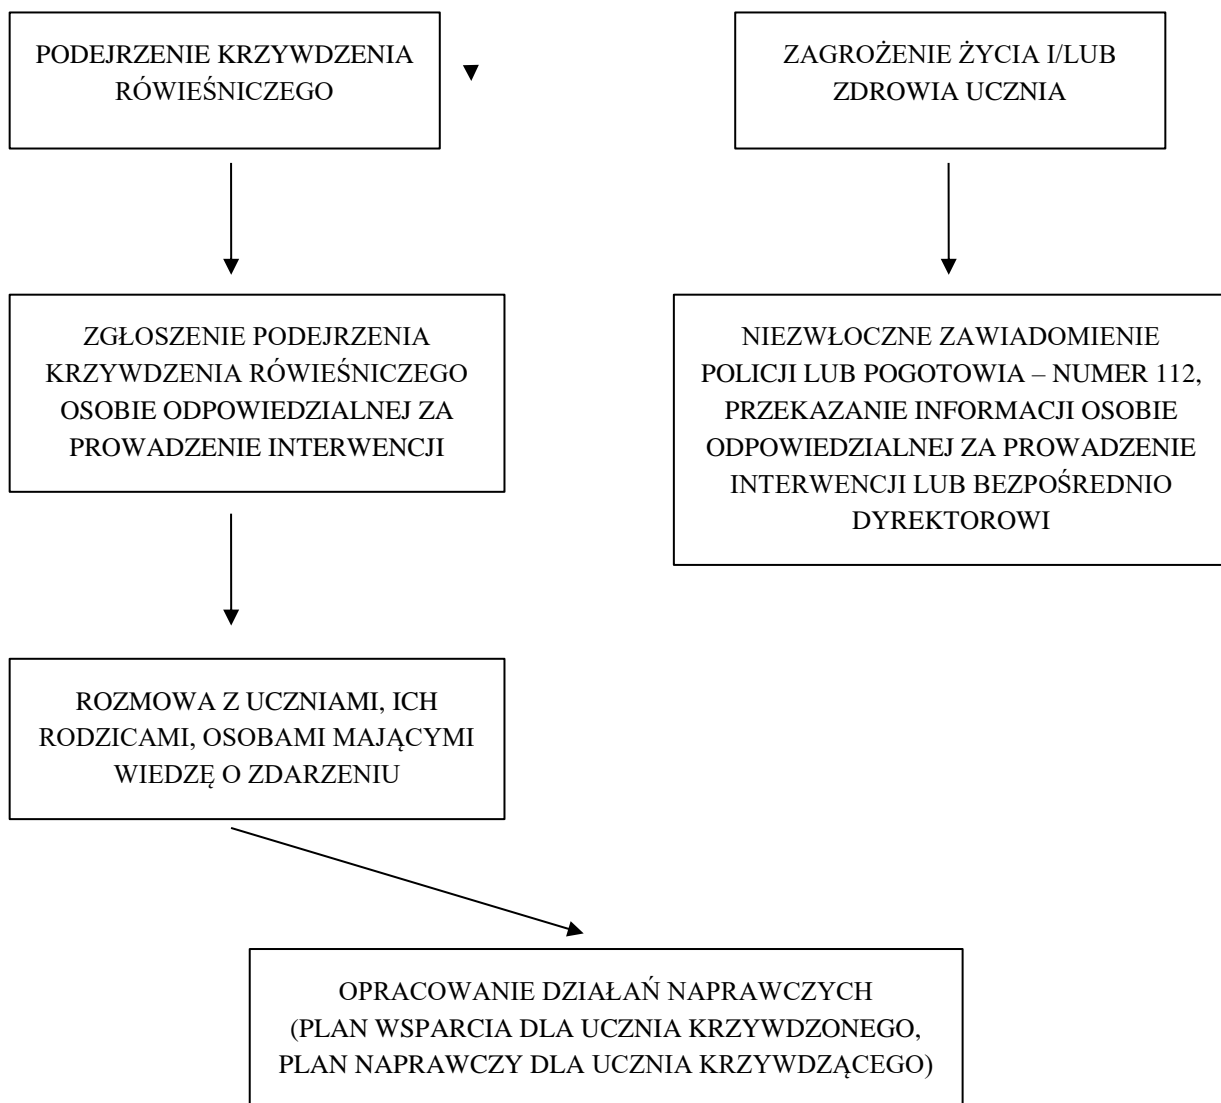 PODEJRZENIE KRZYWDZENIA
RÓWIEŚNICZEGO
ZAGROŻENIE ŻYCIA I/LUB
ZDROWIA UCZNIA
ZGŁOSZENIE PODEJRZENIA
KRZYWDZENIA RÓWIEŚNICZEGO
OSOBIE ODPOWIEDZIALNEJ ZA
PROWADZENIE INTERWENCJI
NIEZWŁOCZNE ZAWIADOMIENIE
POLICJI LUB POGOTOWIA – NUMER 112,
PRZEKAZANIE INFORMACJI OSOBIE
ODPOWIEDZIALNEJ ZA PROWADZENIE
INTERWENCJI LUB BEZPOŚREDNIO
DYREKTOROWI
ROZMOWA Z UCZNIAMI, ICH
RODZICAMI, OSOBAMI MAJĄCYMI
WIEDZĘ O ZDARZENIU
OPRACOWANIE DZIAŁAŃ NAPRAWCZYCH
(PLAN WSPARCIA DLA UCZNIA KRZYWDZONEGO,
PLAN NAPRAWCZY DLA UCZNIA KRZYWDZĄCEGO)